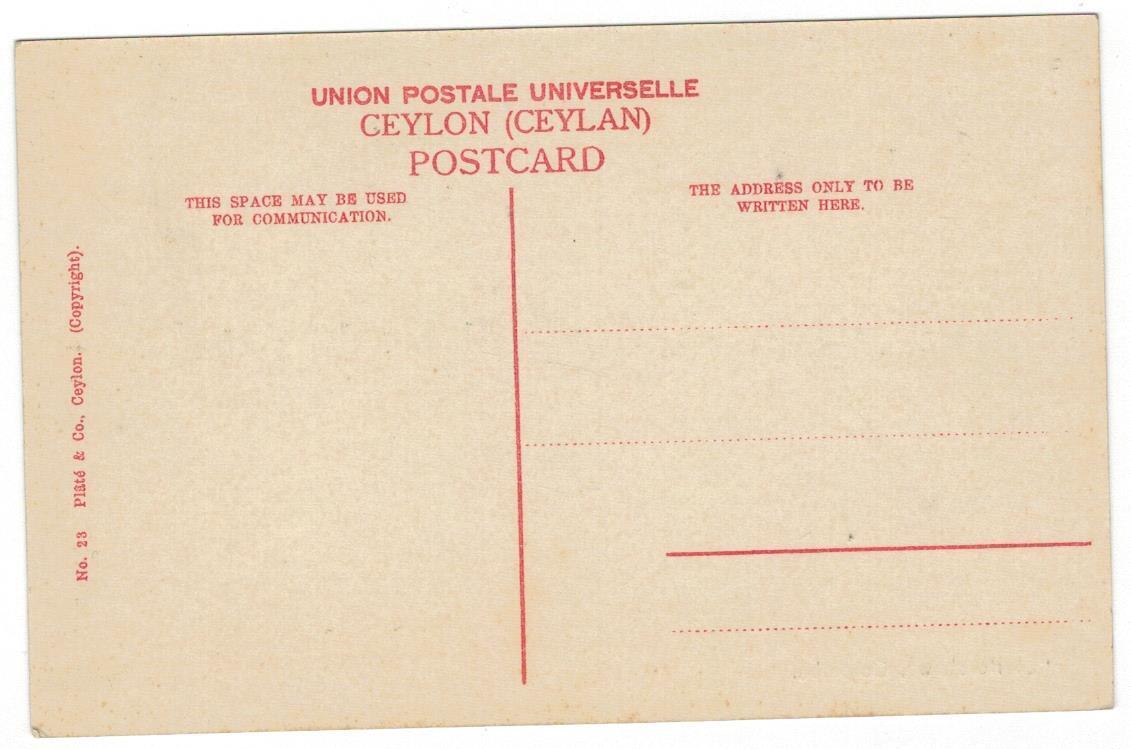 UNION POSTALE UNIVERSELLE
CEYLON (CEYLAN)
POSTCARD
THIS SPACE MAY BE USED
FOR COMMUNICATION.
THE ADDRESS ONLY TO BE
WRITTEN HERE.
No. 23 Plâté & Co., Ceylon. (Copyright).